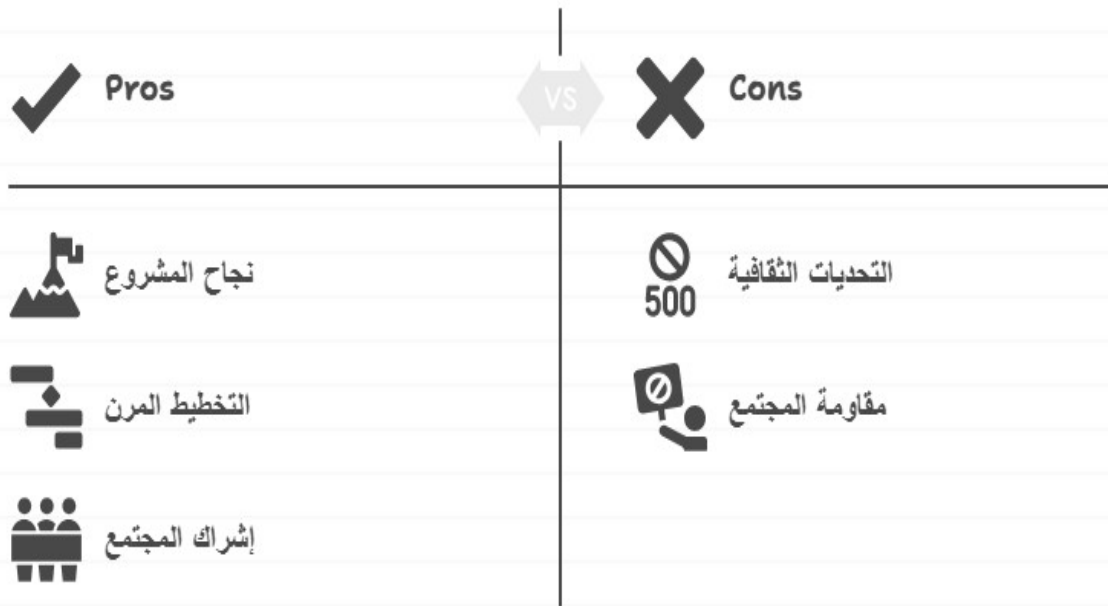 Pros
VS
Cons
نجاح المشروع
500
التحديات الثقافية
التخطيط المرن
مقاومة المجتمع
إشراك المجتمع